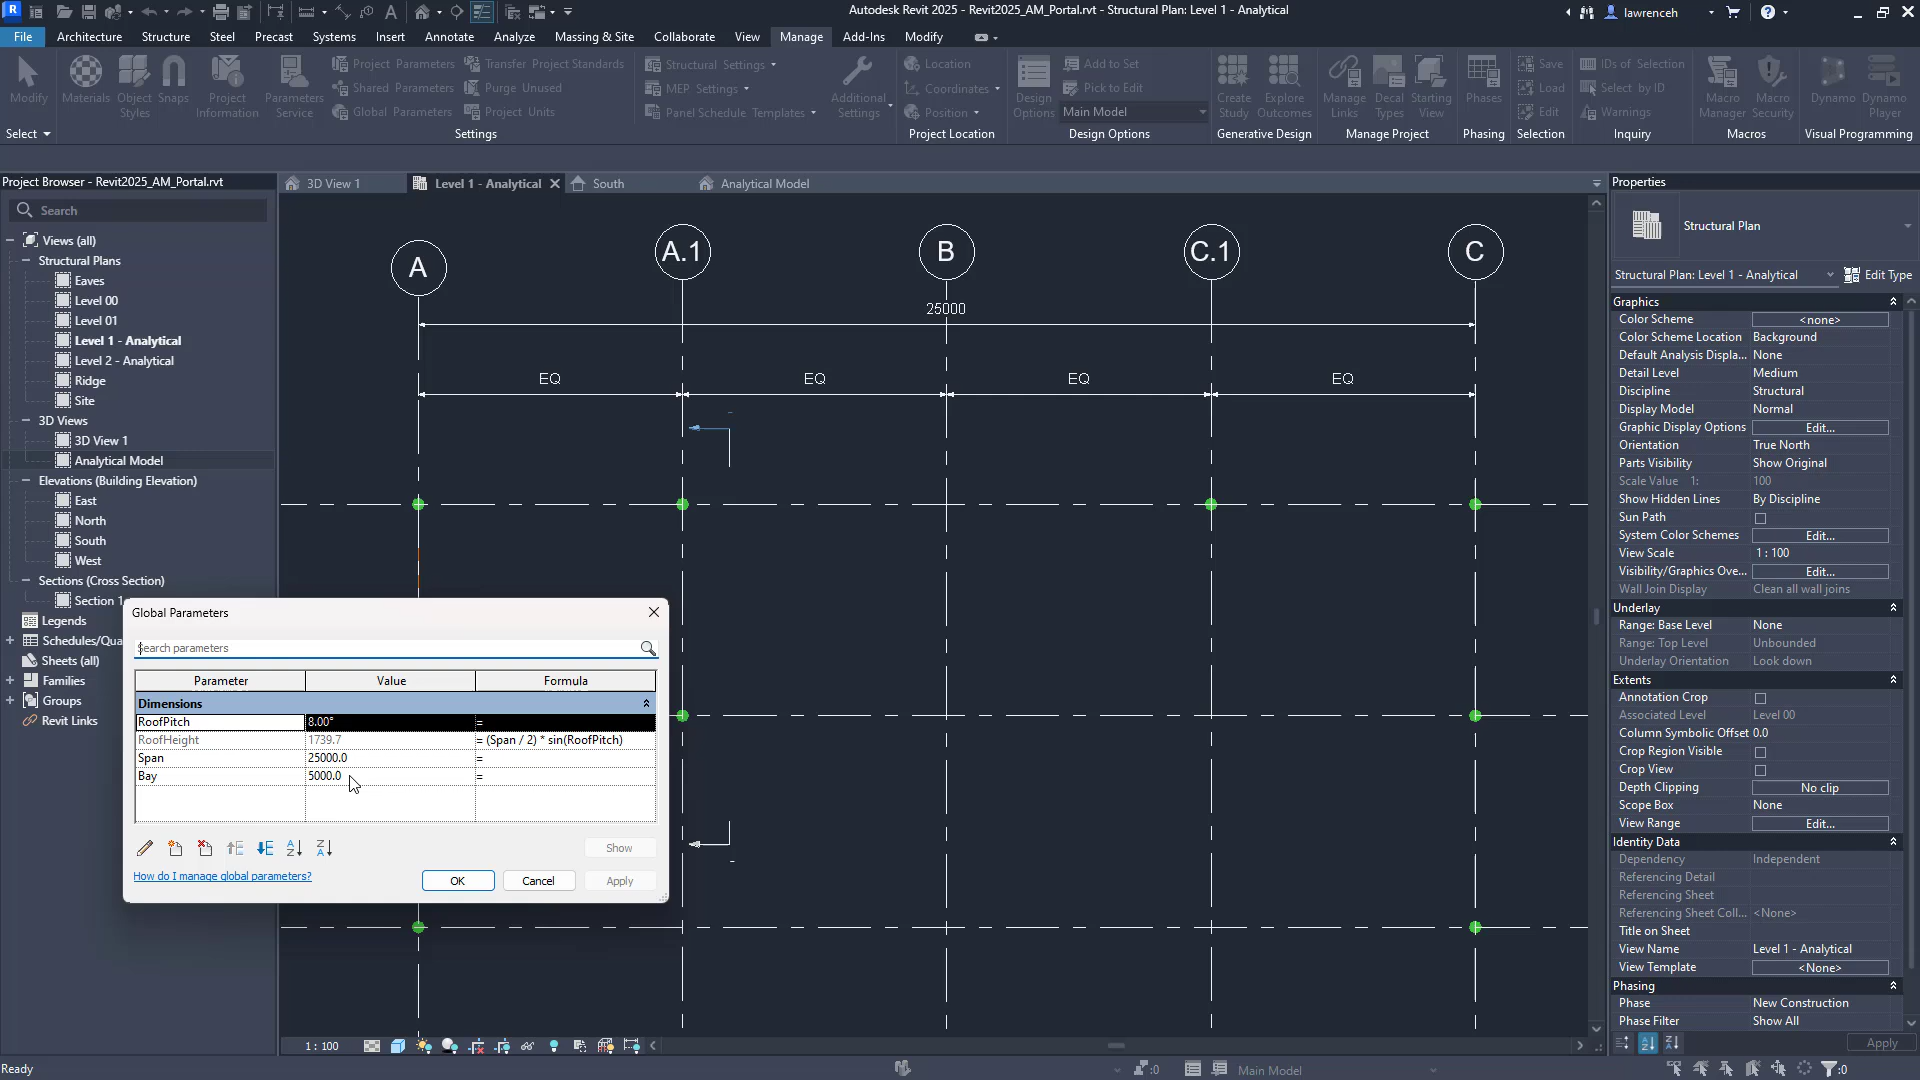 Autodesk Revit 2025 - Revit2025_AM_Portal.rvt - Structural Plan: Level 1 - Analytical
lawrenceh
File Architecture Structure Steel Precast Systems Insert Annotate Analyze Massing & Site Collaborate View Manage Add-Ins Modify
Modify
Materials
Object Styles
Snaps
Project Information
Parameters Service
Project Parameters
Shared Parameters
Global Parameters
Transfer Project Standards
Purge Unused
Project Units
Structural Settings
MEP Settings
Panel Schedule Templates
Additional Settings
Location
Coordinates
Position
Design Options
Add to Set
Pick to Edit
Main Model
Create Study
Explore Outcomes
Manage Links
Decal Types
Starting View
Phases
Save
Load
Edit
IDs of Selection
Select by ID
Warnings
Macro Manager
Macro Security
Dynamo
Dynamo Player
Select
Settings
Project Location
Design Options
Generative Design
Manage Project
Phasing
Selection
Inquiry
Macros
Visual Programming
Project Browser - Revit2025_AM_Portal.rvt
Search
Views (all)
Structural Plans
Eaves
Level 00
Level 01
Level 1 - Analytical
Level 2 - Analytical
Ridge
Site
3D Views
3D View 1
Analytical Model
Elevations (Building Elevation)
East
North
South
West
Sections (Cross Section)
Section 1
Legends
Schedules/Qua
Sheets (all)
Families
Groups
Revit Links
3D View 1
Level 1 - Analytical
South
Analytical Model
A
A.1
B
C.1
C
25000
EQ EQ EQ EQ
Global Parameters
Search parameters
Parameter Value Formula
Dimensions
RoofPitch 8.00° =
RoofHeight 1739.7 = (Span / 2) * sin(RoofPitch)
Span 25000.0 =
Bay 5000.0 =
Show
How do I manage global parameters?
OK Cancel Apply
1 : 100
Properties
Structural Plan
Structural Plan: Level 1 - Analytical
Edit Type
Graphics
Color Scheme <none>
Color Scheme Location Background
Default Analysis Displa... None
Detail Level Medium
Discipline Structural
Display Model Normal
Graphic Display Options Edit...
Orientation True North
Parts Visibility Show Original
Scale Value 1: 100
Show Hidden Lines By Discipline
Sun Path
System Color Schemes Edit...
View Scale 1 : 100
Visibility/Graphics Ove... Edit...
Wall Join Display Clean all wall joins
Underlay
Range: Base Level None
Range: Top Level Unbounded
Underlay Orientation Look down
Extents
Annotation Crop
Associated Level Level 00
Column Symbolic Offset 0.0
Crop Region Visible
Crop View
Depth Clipping No clip
Scope Box None
View Range Edit...
Identity Data
Dependency Independent
Referencing Detail
Referencing Sheet
Referencing Sheet Coll... <None>
Title on Sheet
View Name Level 1 - Analytical
View Template <None>
Phasing
Phase New Construction
Phase Filter Show All
Apply
Ready
:0
Main Model
:0